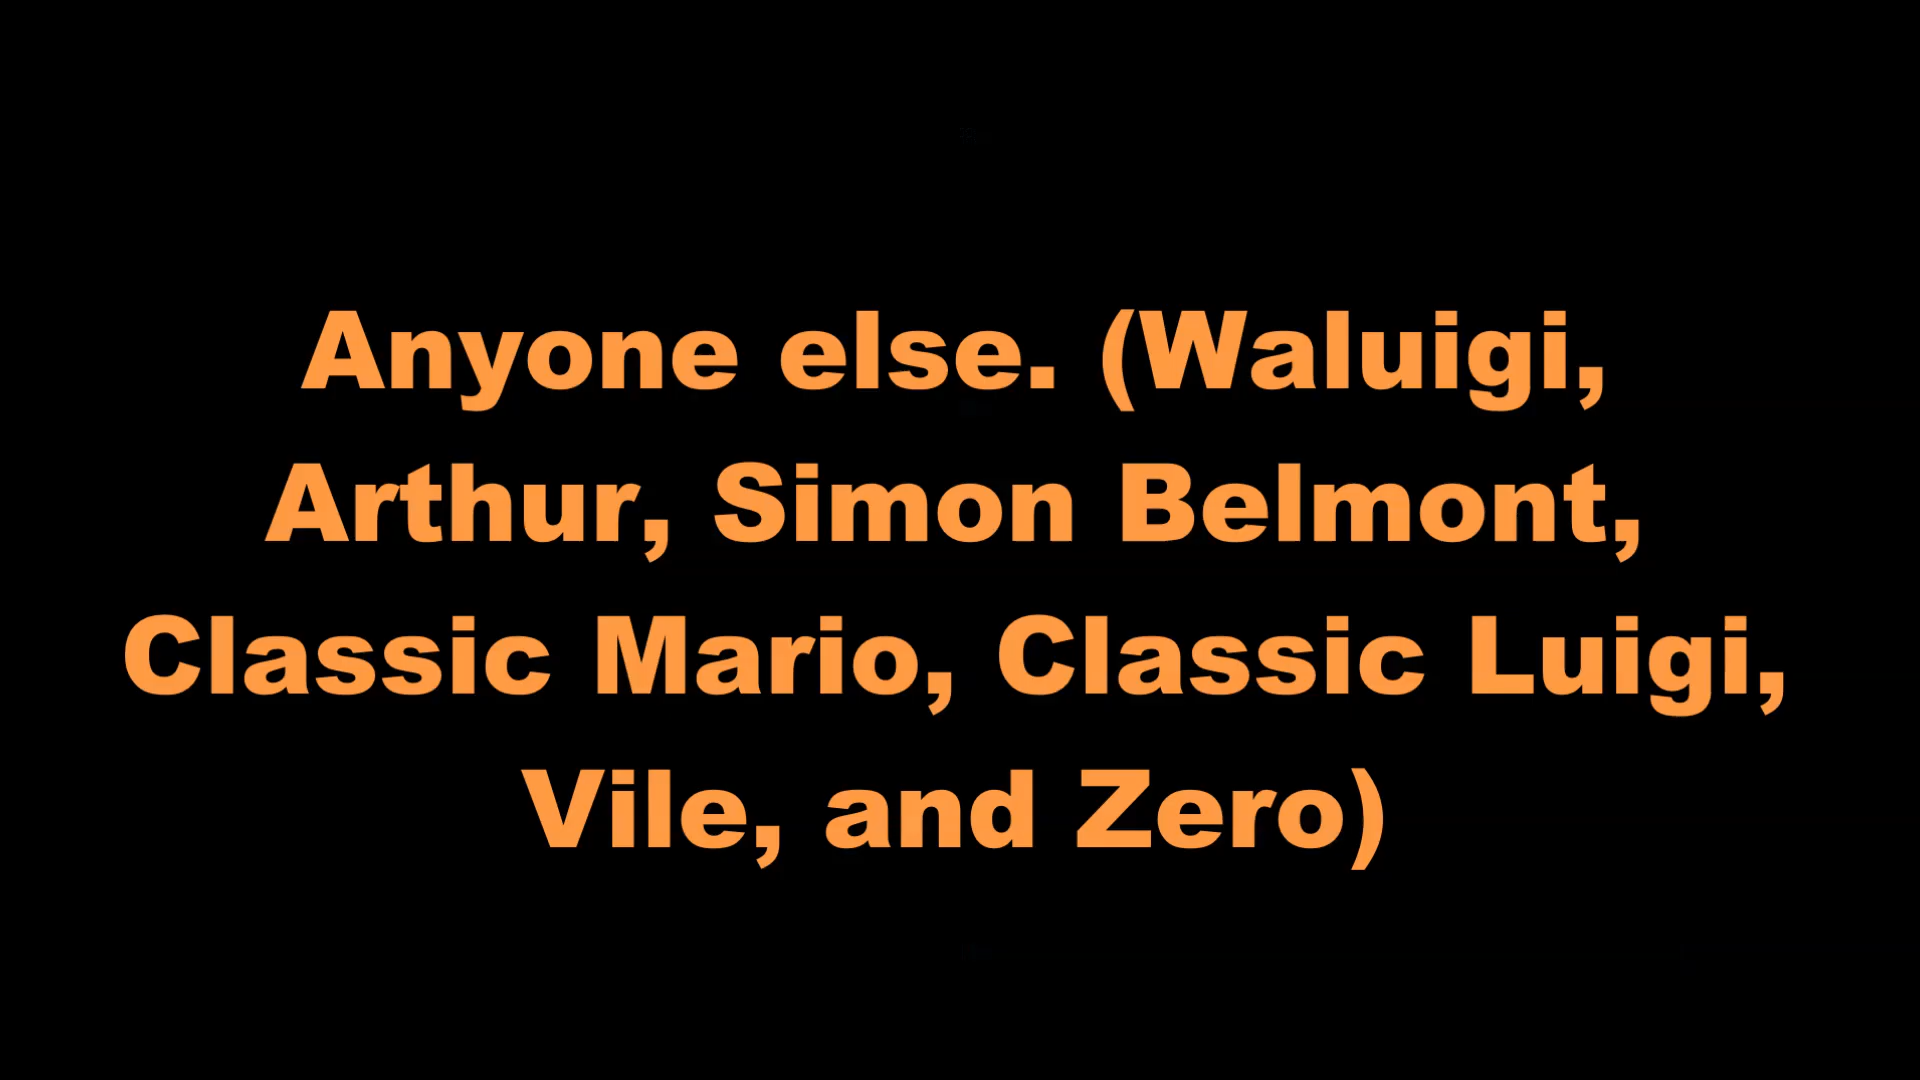 Anyone else. (Waluigi,
Arthur, Simon Belmont,
Classic Mario, Classic Luigi,
Vile, and Zero)